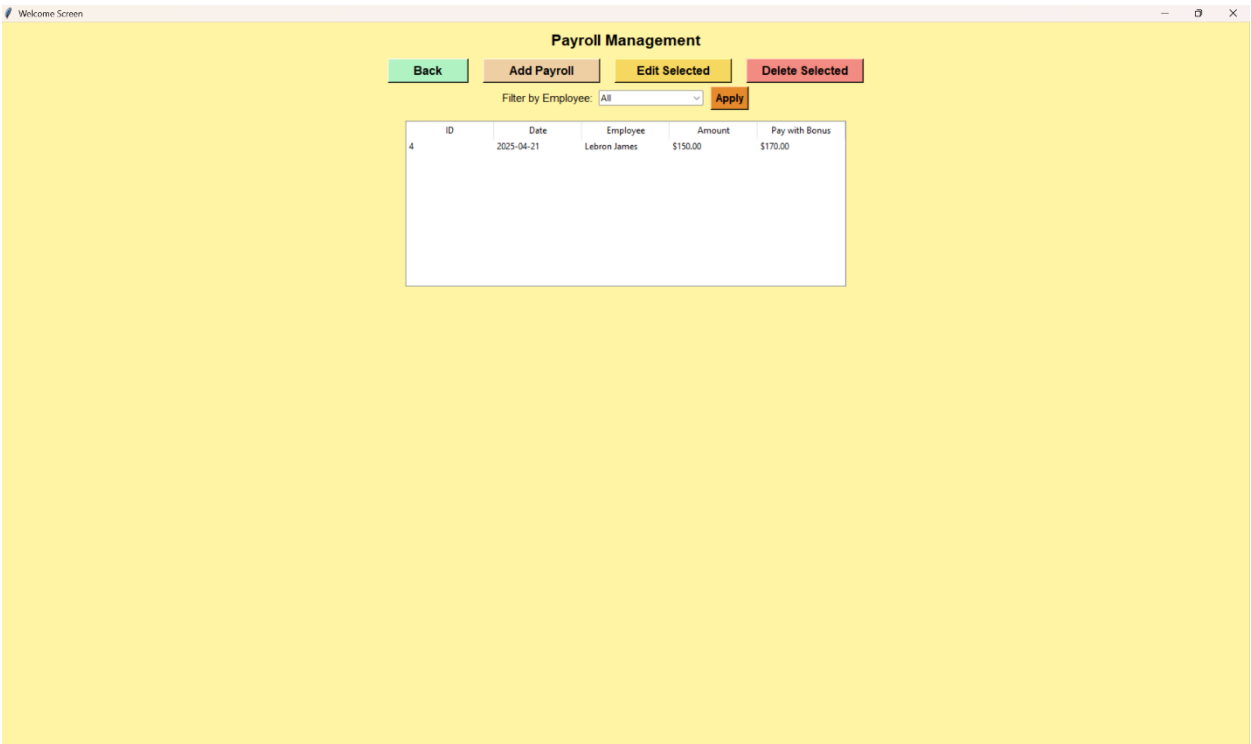 Welcome Screen
Payroll Management
Back Add Payroll Edit Selected Delete Selected
Filter by Employee: All Apply
ID Date Employee Amount Pay with Bonus
4 2025-04-21 Lebron James $150.00 $170.00